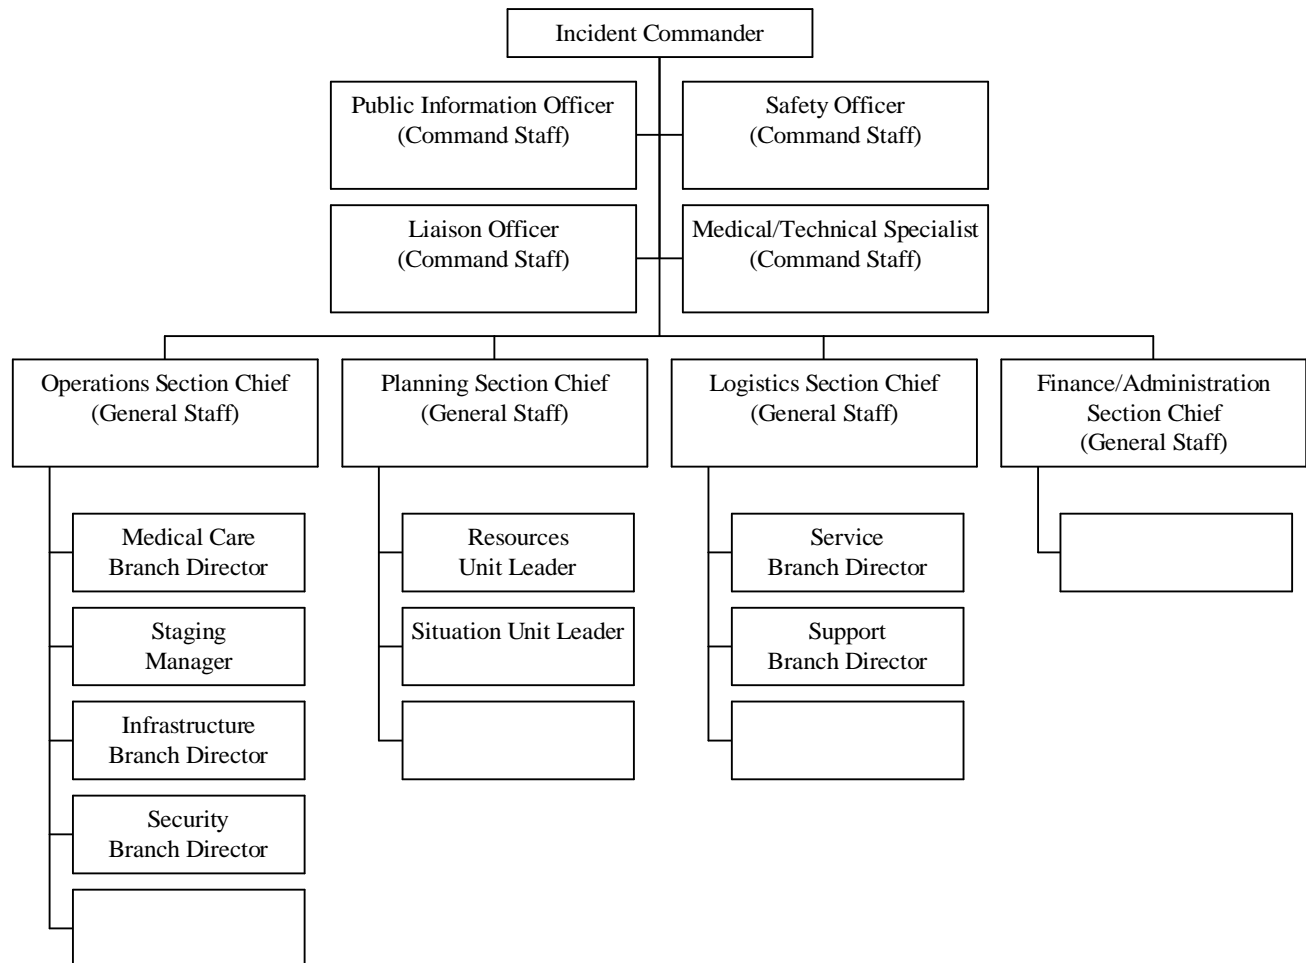 Incident Commander
Public Information Officer
(Command Staff)
Safety Officer
(Command Staff)
Liaison Officer
(Command Staff)
Medical/Technical Specialist
(Command Staff)
Operations Section Chief
(General Staff)
Planning Section Chief
(General Staff)
Logistics Section Chief
(General Staff)
Finance/Administration
Section Chief
(General Staff)
Medical Care
Branch Director
Staging
Manager
Infrastructure
Branch Director
Security
Branch Director
Resources
Unit Leader
Situation Unit Leader
Service
Branch Director
Support
Branch Director